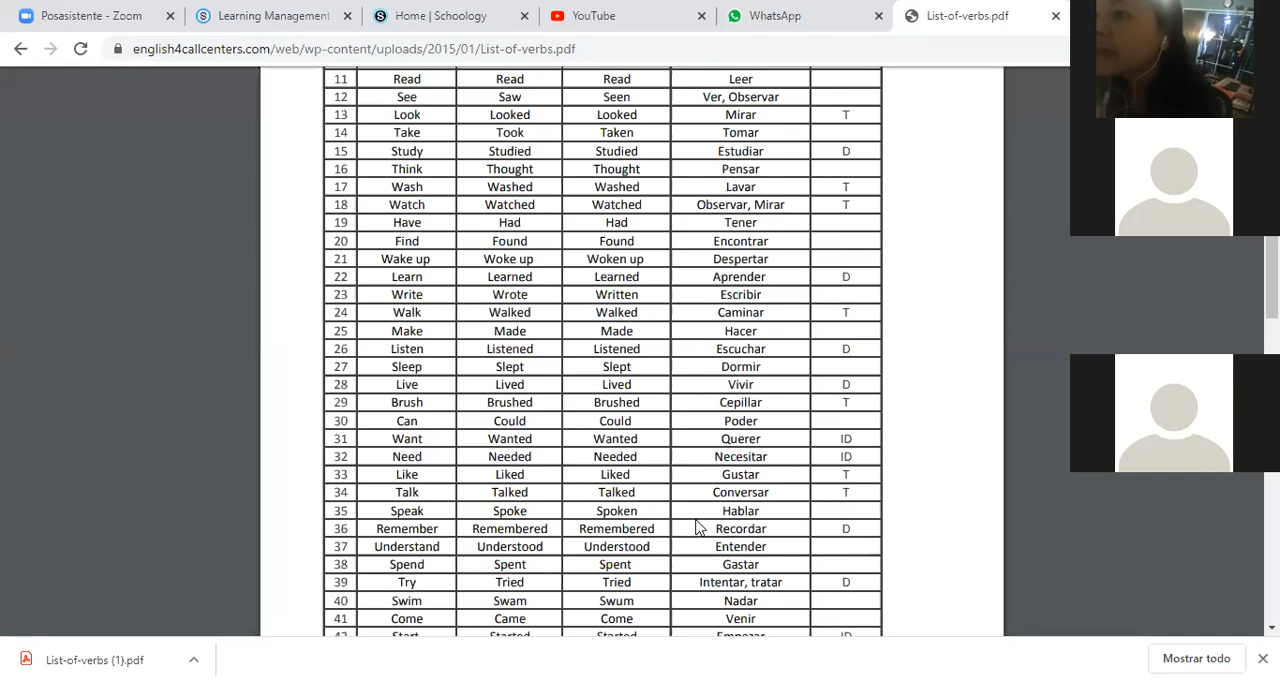 Posasistente - Zoom
Learning Management
Home | Schoology
YouTube
WhatsApp
List-of-verbs.pdf
english4callcenters.com/web/wp-content/uploads/2015/01/List-of-verbs.pdf
11 Read Read Read Leer
12 See Saw Seen Ver, Observar
13 Look Looked Looked Mirar T
14 Take Took Taken Tomar
15 Study Studied Studied Estudiar D
16 Think Thought Thought Pensar
17 Wash Washed Washed Lavar T
18 Watch Watched Watched Observar, Mirar T
19 Have Had Had Tener
20 Find Found Found Encontrar
21 Wake up Woke up Woken up Despertar
22 Learn Learned Learned Aprender D
23 Write Wrote Written Escribir
24 Walk Walked Walked Caminar T
25 Make Made Made Hacer
26 Listen Listened Listened Escuchar D
27 Sleep Slept Slept Dormir
28 Live Lived Lived Vivir D
29 Brush Brushed Brushed Cepillar T
30 Can Could Could Poder
31 Want Wanted Wanted Querer ID
32 Need Needed Needed Necesitar ID
33 Like Liked Liked Gustar T
34 Talk Talked Talked Conversar T
35 Speak Spoke Spoken Hablar
36 Remember Remembered Remembered Recordar D
37 Understand Understood Understood Entender
38 Spend Spent Spent Gastar
39 Try Tried Tried Intentar, tratar D
40 Swim Swam Swum Nadar
41 Come Came Come Venir
42 Start Started Started Empezar ID
List-of-verbs (1).pdf
Mostrar todo